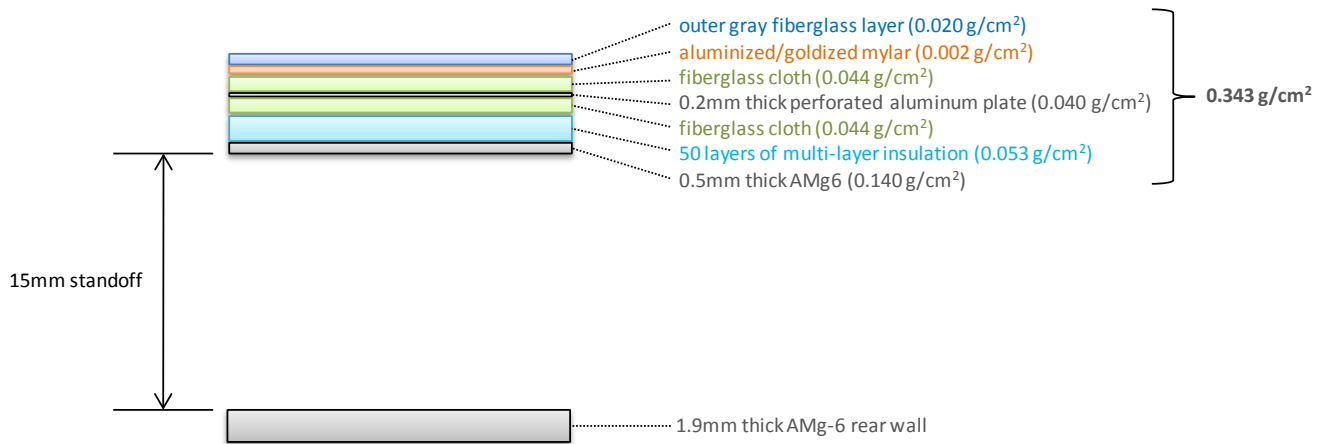 outer gray fiberglass layer (0.020 g/cm²)
aluminized/goldized mylar (0.002 g/cm²)
fiberglass cloth (0.044 g/cm²)
0.2mm thick perforated aluminum plate (0.040 g/cm²)
0.343 g/cm²
fiberglass cloth (0.044 g/cm²)
50 layers of multi-layer insulation (0.053 g/cm²)
0.5mm thick AMg6 (0.140 g/cm²)
15mm standoff
1.9mm thick AMg-6 rear wall